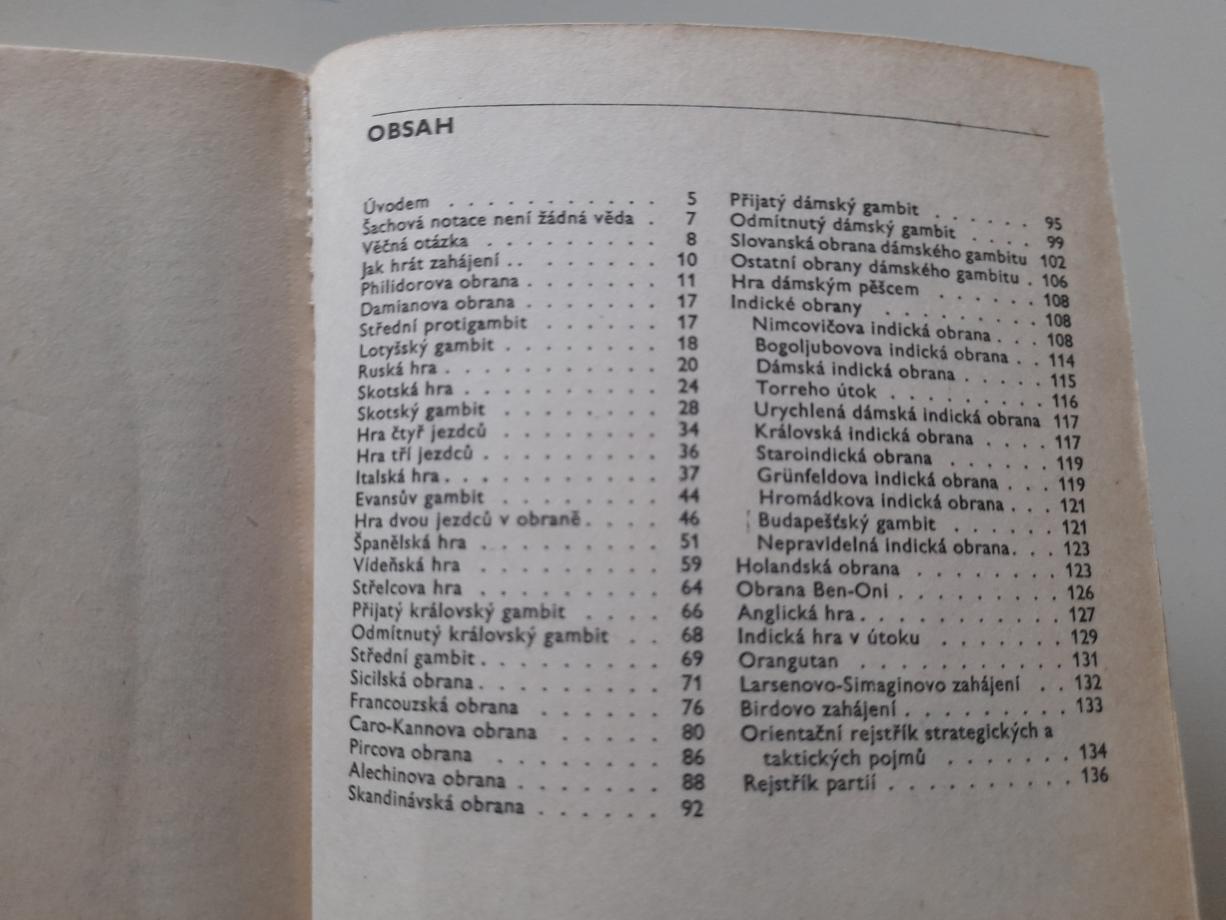 OBSAH
Úvodem . . . . . . . . . . . 5
Šachová notace není žádná věda . 7
Věčná otázka . . . . . . . . . 8
Jak hrát zahájení . . . . . . . . 10
Philidorova obrana . . . . . . . 11
Damianova obrana . . . . . . . 17
Střední protigambit . . . . . . 17
Lotyšský gambit . . . . . . . . 18
Ruská hra . . . . . . . . . . . 20
Skotská hra . . . . . . . . . . 24
Skotský gambit . . . . . . . . 28
Hra čtyř jezdců . . . . . . . . 34
Hra tří jezdců . . . . . . . . . 36
Italská hra . . . . . . . . . . . 37
Evansův gambit . . . . . . . . 44
Hra dvou jezdců v obraně . . . . 46
Španělská hra . . . . . . . . . 51
Vídeňská hra . . . . . . . . . 59
Střelcova hra . . . . . . . . . 64
Přijatý královský gambit . . . . 66
Odmítnutý královský gambit . . 68
Střední gambit . . . . . . . . . 69
Sicilská obrana . . . . . . . . . 71
Francouzská obrana . . . . . . 76
Caro-Kannova obrana . . . . . 80
Pircova obrana . . . . . . . . 86
Alechinova obrana . . . . . . . 88
Skandinávská obrana . . . . . . 92
Přijatý dámský gambit . . . . . . 95
Odmítnutý dámský gambit . . . . 99
Slovanská obrana dámského gambitu 102
Ostatní obrany dámského gambitu . 106
Hra dámským pěšcem . . . . . . 108
Indické obrany . . . . . . . . . 108
Nimcovičova indická obrana . . . 108
Bogoljubovova indická obrana . . 114
Dámská indická obrana . . . . . 115
Torreho útok . . . . . . . . . 116
Urychlená dámská indická obrana 117
Královská indická obrana . . . . 117
Staroindická obrana . . . . . . 119
Grünfeldova indická obrana . . . 119
Hromádkova indická obrana . . . 121
Budapešťský gambit . . . . . . 121
Nepravidelná indická obrana . . . 123
Holandská obrana . . . . . . . . 123
Obrana Ben-Oni . . . . . . . . . 126
Anglická hra . . . . . . . . . . . 127
Indická hra v útoku . . . . . . . 129
Orangutan . . . . . . . . . . . 131
Larsenovo-Simaginovo zahájení . . 132
Birdovo zahájení . . . . . . . . . 133
Orientační rejstřík strategických a
taktických pojmů . . . . . . . 134
Rejstřík partií . . . . . . . . . . 136